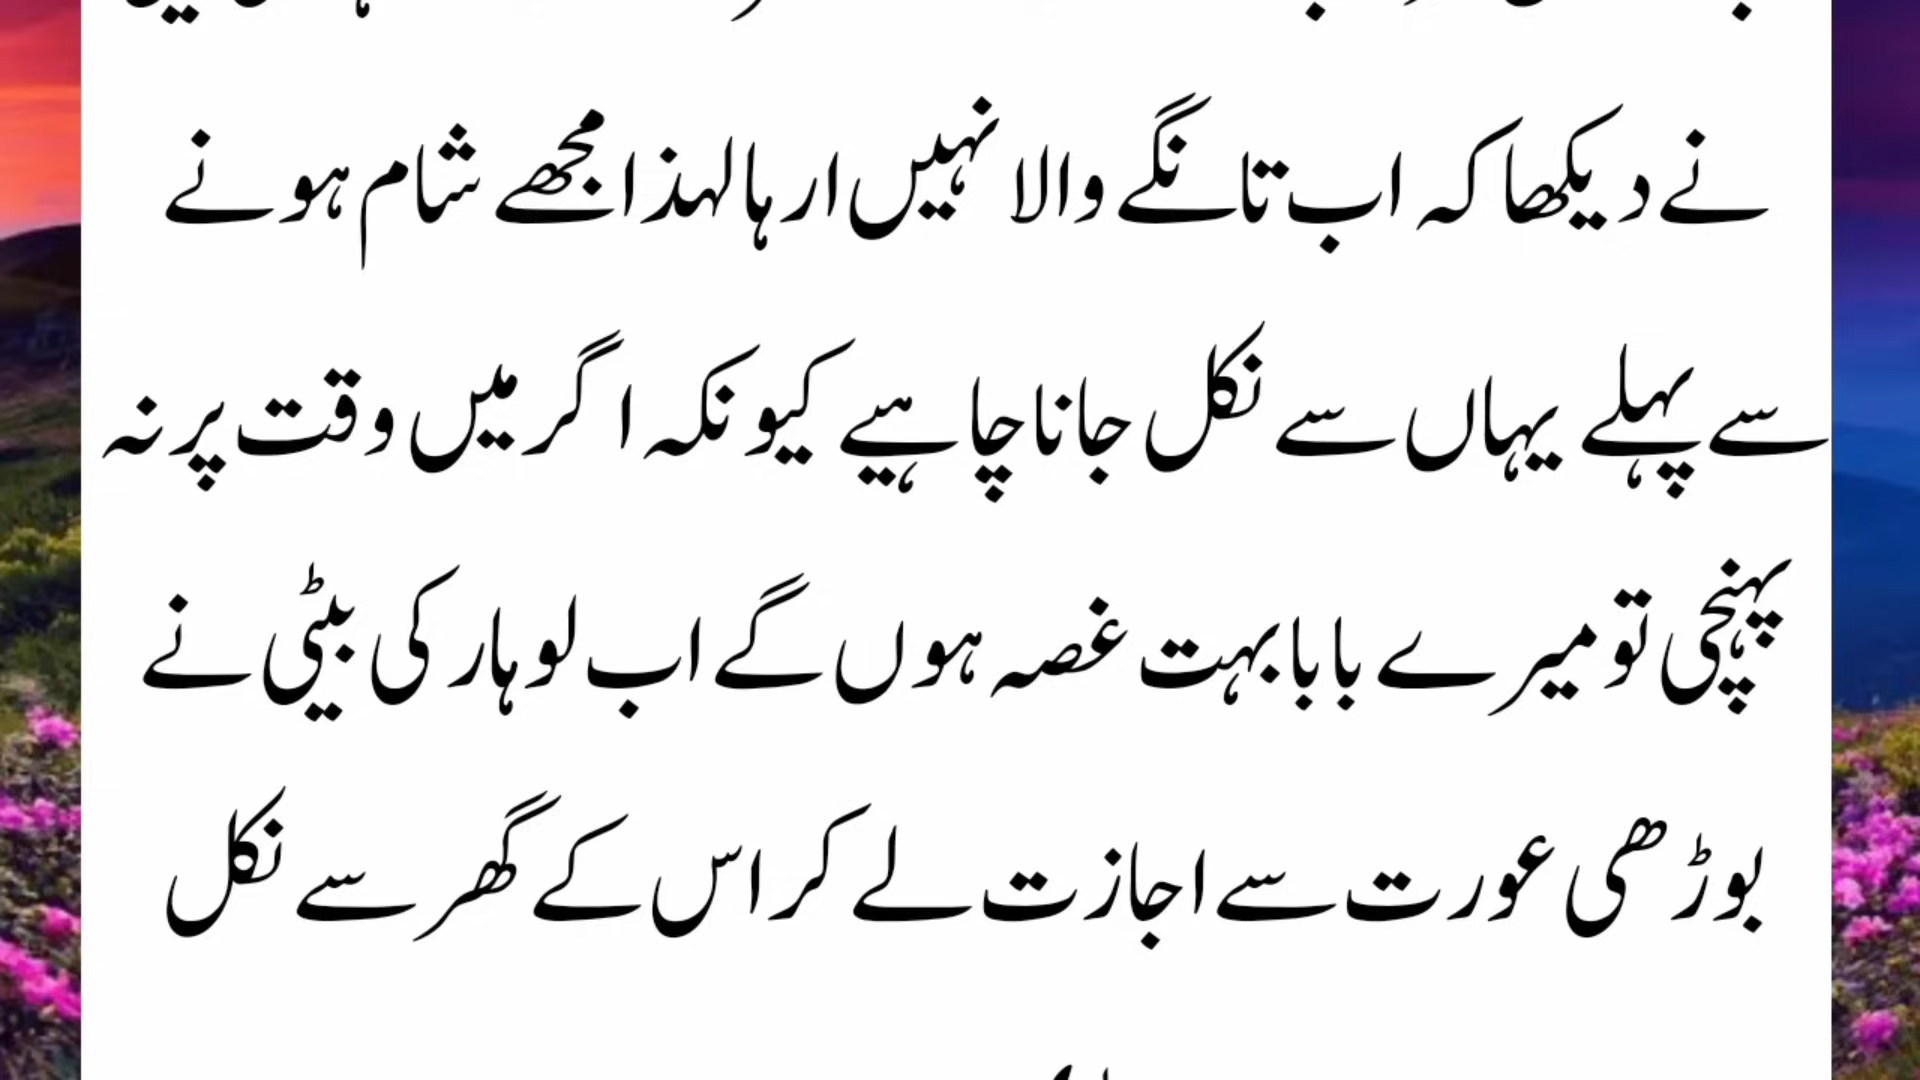 نے دیکھا کہ اب تانگے والا نہیں ارہا لہذا مجھے شام ہونے
سے پہلے یہاں سے نکل جانا چاہیے کیونکہ اگر میں وقت پر نہ
پہنچی تو میرے بابا بہت غصہ ہوں گے اب لوہار کی بیٹی نے
بوڑھی عورت سے اجازت لے کر اس کے گھر سے نکل